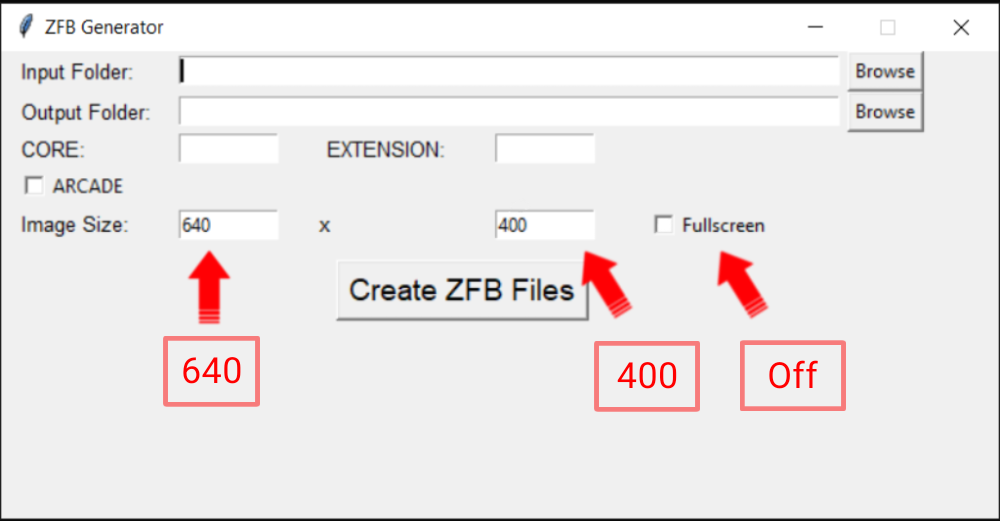 ZFB Generator
Input Folder: Browse
Output Folder: Browse
CORE: EXTENSION:
ARCADE
Image Size: 640 x 400 Fullscreen
Create ZFB Files
640 400 Off